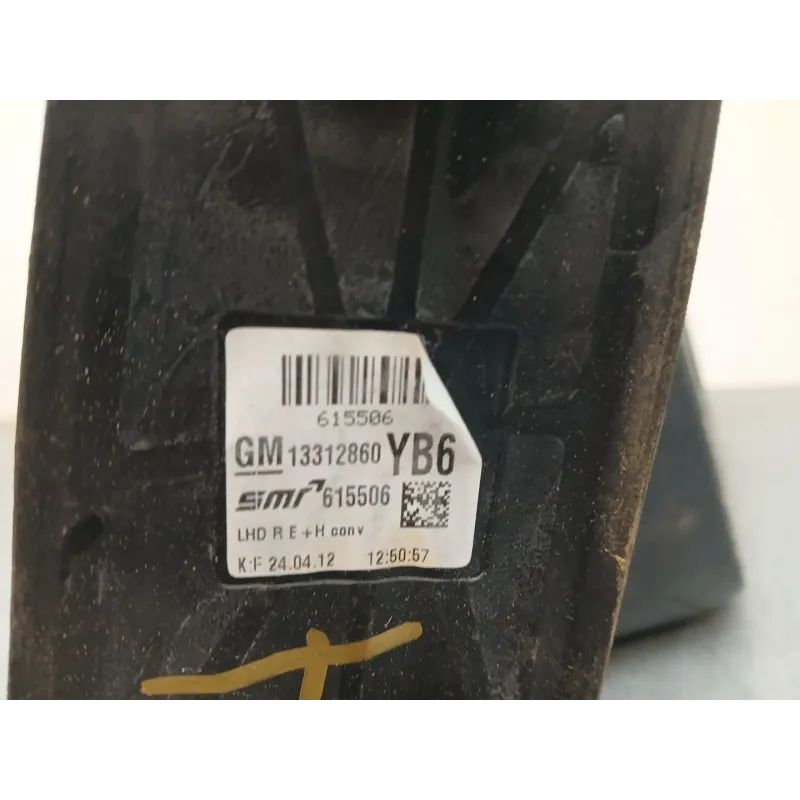 615506
GM 13312860 YB6
SMR 615506
LHD R E+H conv
K:F 24.04.12 12:50:57